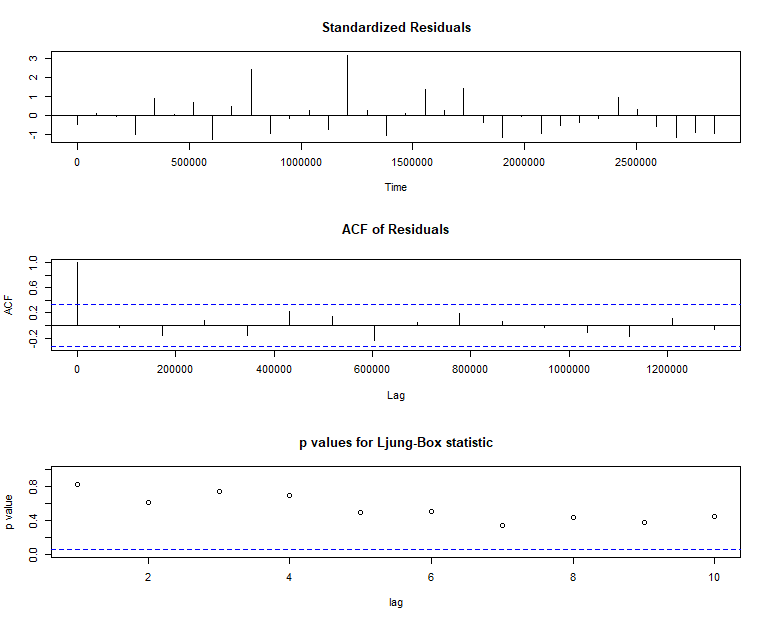 Standardized Residuals
3
2
1
0
-1
0 500000 1000000 1500000 2000000 2500000
Time
ACF of Residuals
ACF
1.0
0.6
0.2
-0.2
0 200000 400000 600000 800000 1000000 1200000
Lag
p values for Ljung-Box statistic
p value
0.8
0.4
0.0
2 4 6 8 10
lag